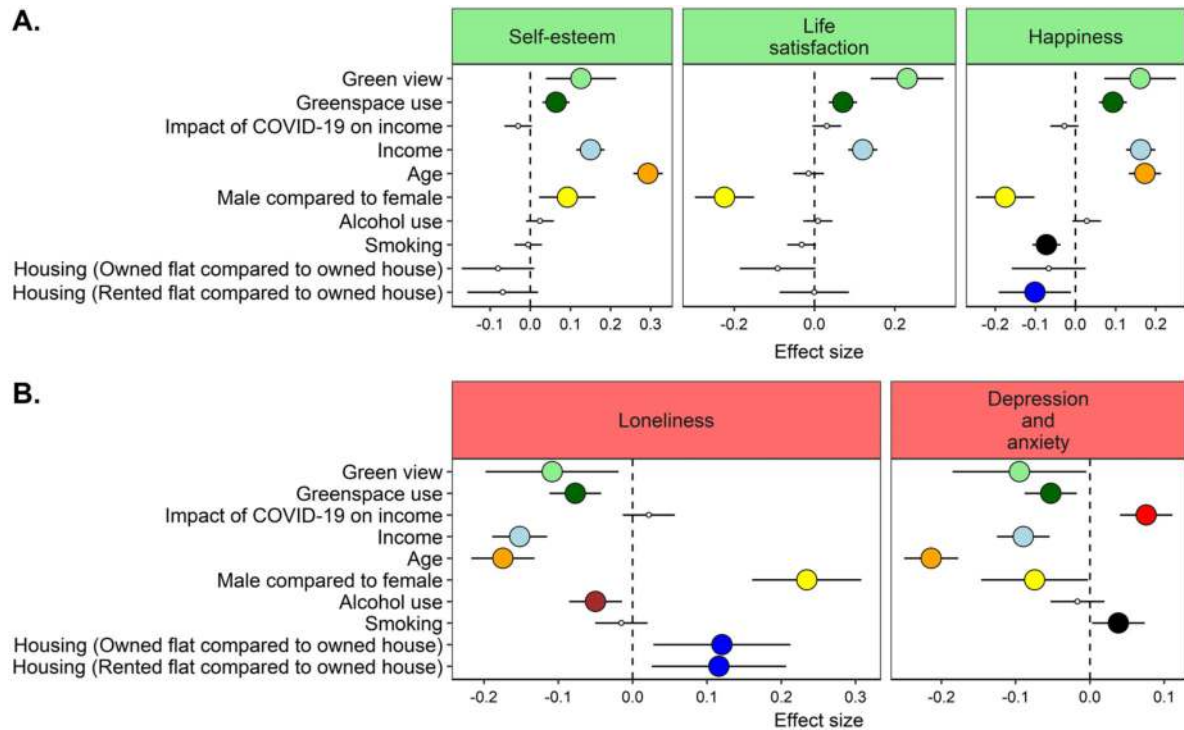 A.
Self-esteem
Life
satisfaction
Happiness
Green view
Greenspace use
Impact of COVID-19 on income
Income
Age
Male compared to female
Alcohol use
Smoking
Housing (Owned flat compared to owned house)
Housing (Rented flat compared to owned house)
-0.1 0.0 0.1 0.2 0.3
-0.2 0.0 0.2
-0.2 -0.1 0.0 0.1 0.2
Effect size
B.
Loneliness
Depression
and
anxiety
Green view
Greenspace use
Impact of COVID-19 on income
Income
Age
Male compared to female
Alcohol use
Smoking
Housing (Owned flat compared to owned house)
Housing (Rented flat compared to owned house)
-0.2 -0.1 0.0 0.1 0.2 0.3
-0.2 -0.1 0.0 0.1
Effect size